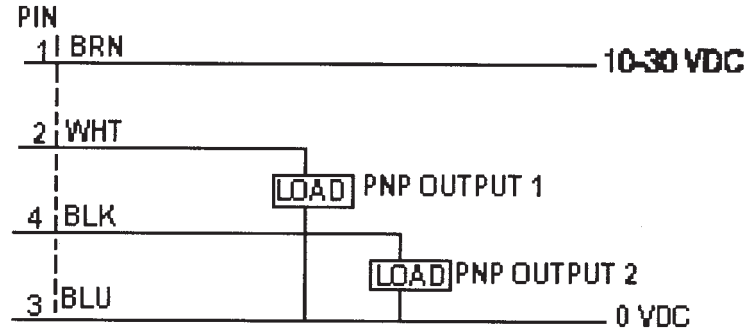 PIN
1 BRN
10-30 VDC
2 WHT
LOAD PNP OUTPUT 1
4 BLK
LOAD PNP OUTPUT 2
3 BLU
0 VDC